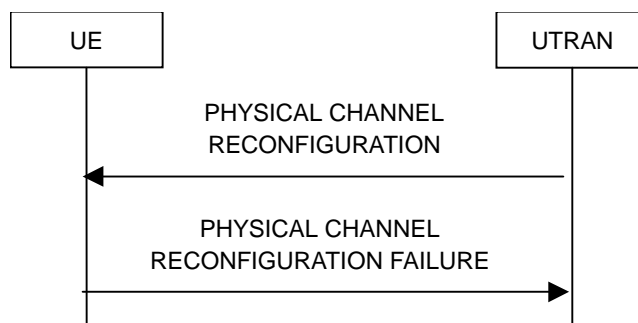 UE
UTRAN
PHYSICAL CHANNEL
RECONFIGURATION
PHYSICAL CHANNEL
RECONFIGURATION FAILURE